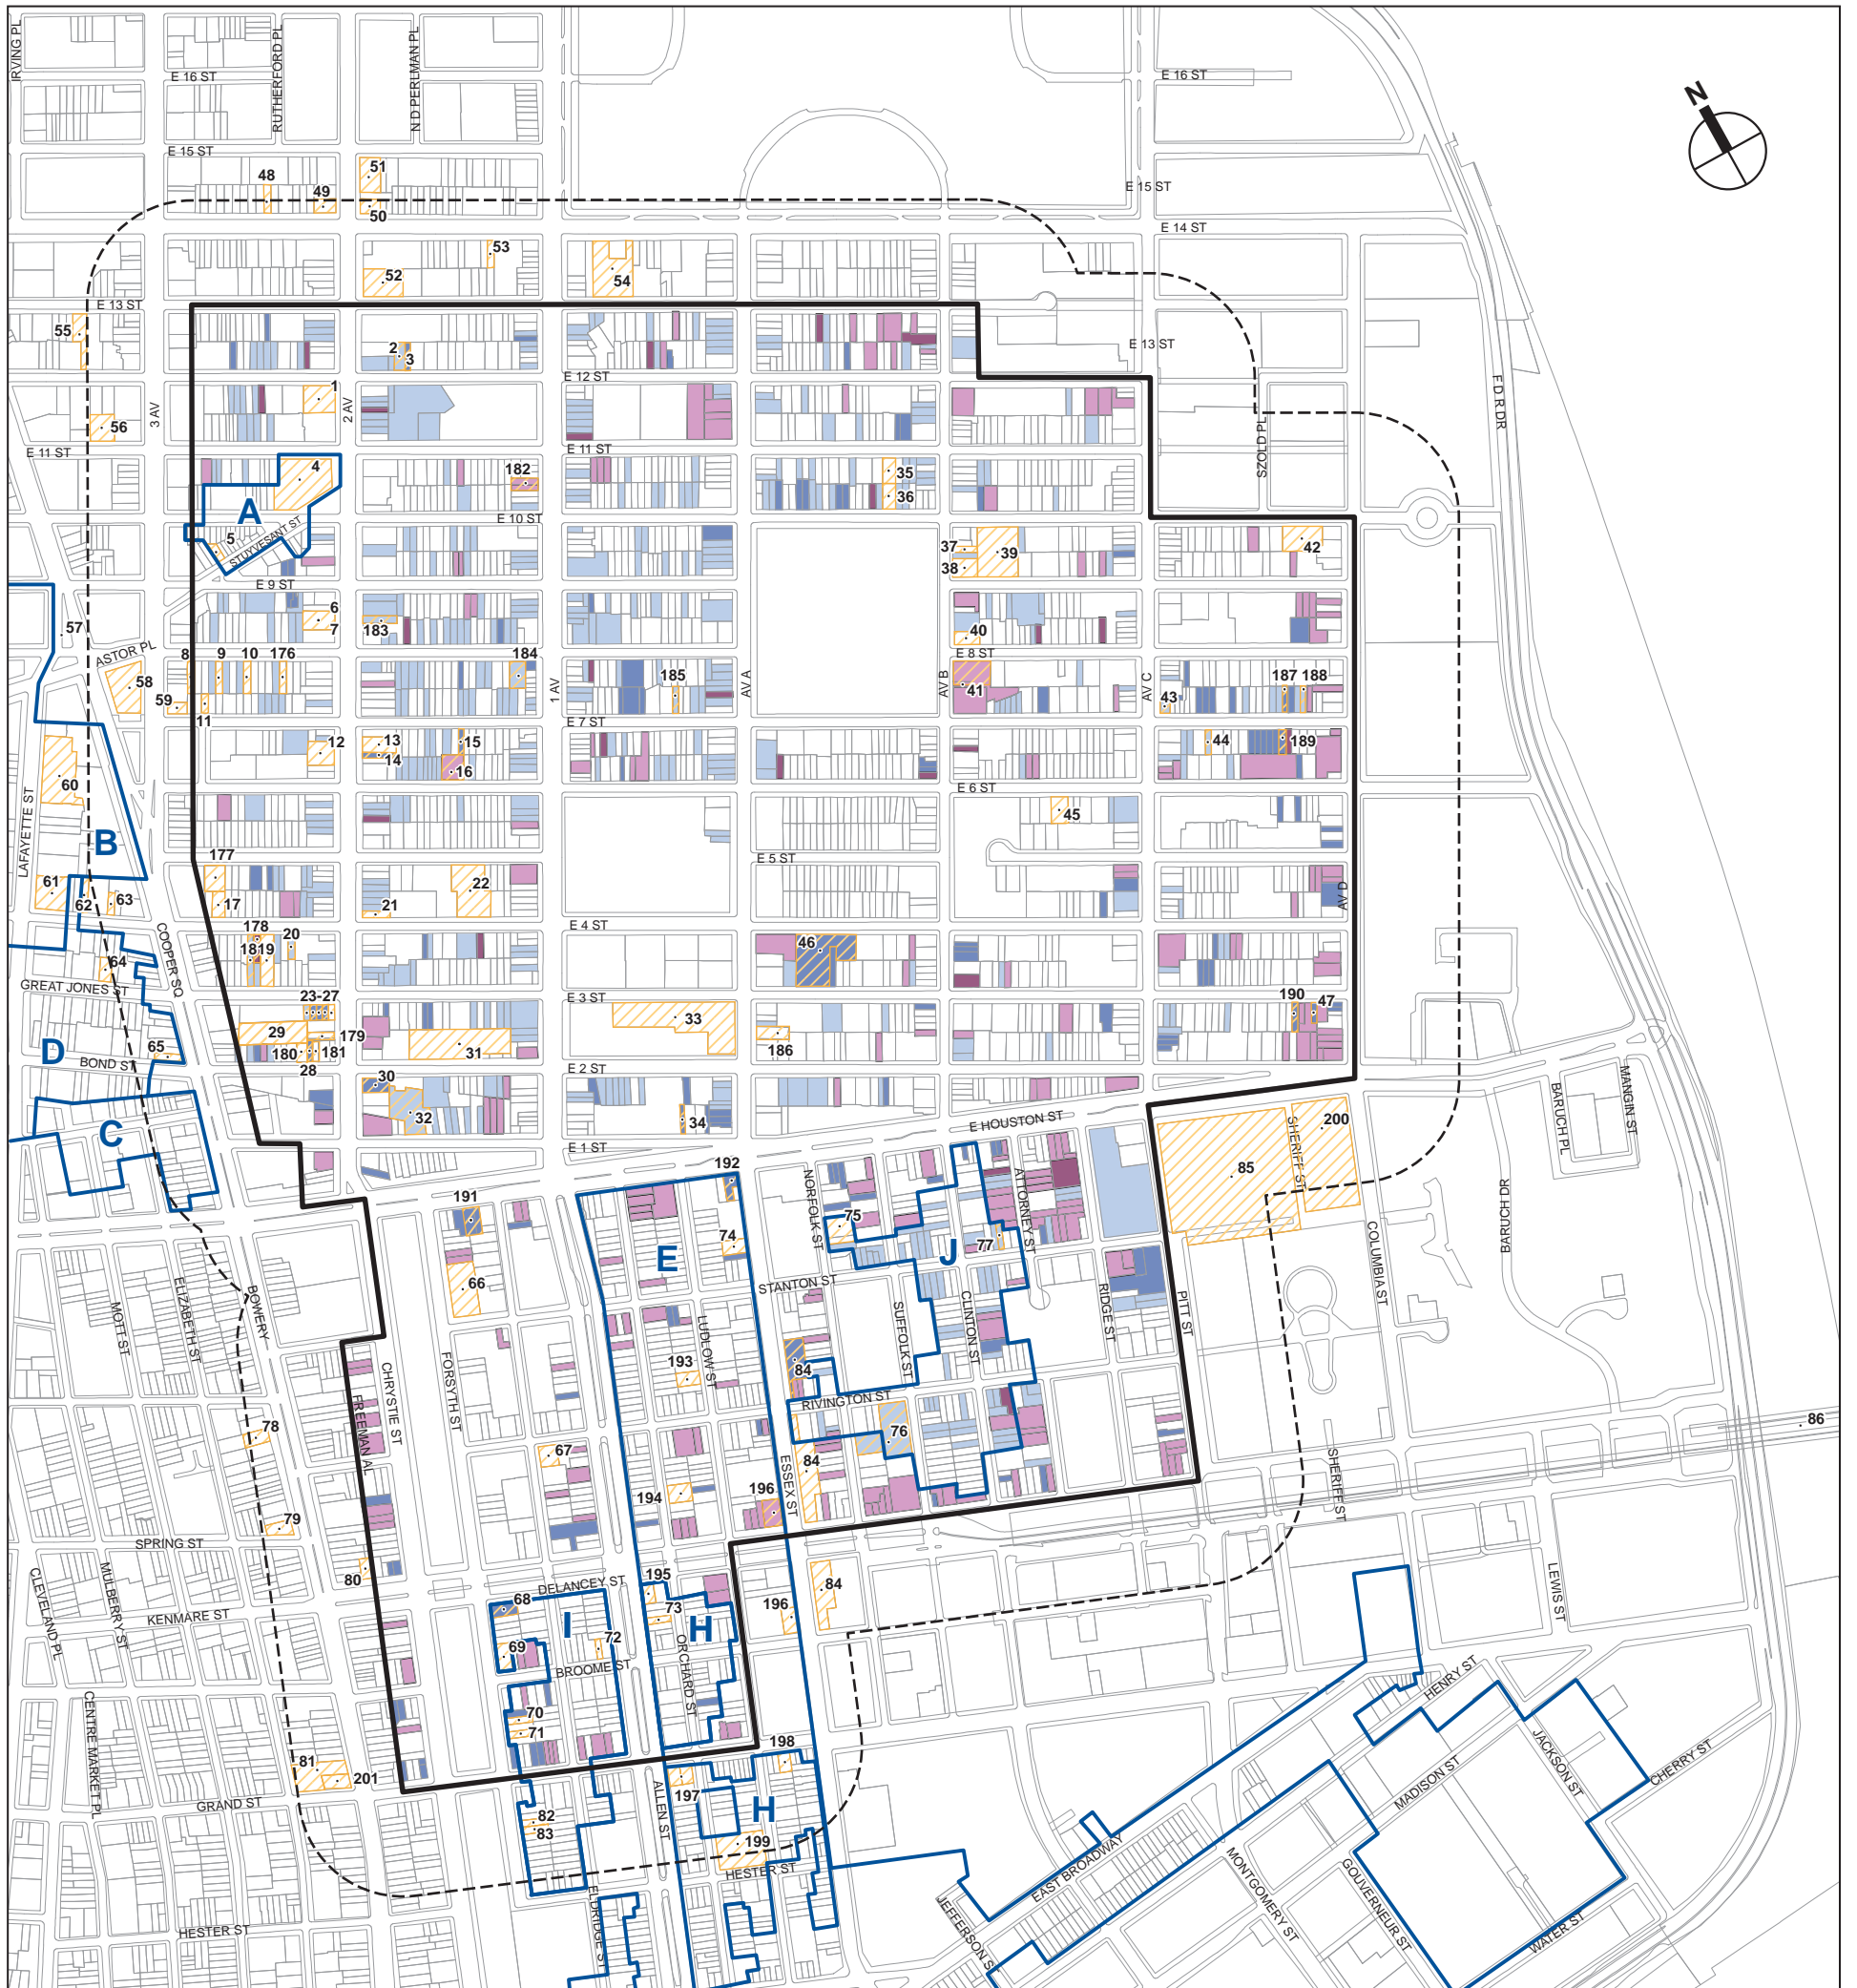 IRVING PL
RUTHERFORD PL
N D PERLMAN PL
E 16 ST
E 16 ST
N
E 15 ST
E 15 ST
48
49
51
50
E 14 ST
52
53
54
E 13 ST
55
E 13 ST
2
3
E 12 ST
1
3 AV
2 AV
56
F D R DR
E 11 ST
E 11 ST
SZOLD PL
4
182
35
36
A
5
STUYVESANT ST
E 10 ST
37
38
39
42
E 9 ST
57
6
7
183
40
ASTOR PL
8
9
10
176
184
E 8 ST
58
59
11
1 AV
185
AV A
AV B
41
AV C
43
187
188
E 7 ST
12
13
14
15
16
44
189
60
E 6 ST
LAFAYETTE ST
B
45
E 5 ST
177
61
62
63
17
21
22
AV D
E 4 ST
COOPER SQ
178
18
19
20
46
64
GREAT JONES ST
E 3 ST
23-27
29
179
180
181
28
31
33
186
190
47
D
65
BOND ST
E 2 ST
30
32
34
C
E HOUSTON ST
E 1 ST
SHERIFF ST
200
85
BARUCH PL
MANGIN ST
192
191
NORFOLK ST
75
ATTORNEY ST
E
74
77
J
BARUCH DR
COLUMBIA ST
66
STANTON ST
MOTT ST
ELIZABETH ST
BOWERY
SUFFOLK ST
CLINTON ST
RIDGE ST
PITT ST
LUDLOW ST
193
84
CHRYSTIE ST
FORSYTH ST
FREEMAN AL
RIVINGTON ST
78
67
76
84
86
ESSEX ST
194
196
SHERIFF ST
79
SPRING ST
80
CLEVELAND PL
MULBERRY ST
KENMARE ST
DELANCEY ST
195
84
196
68
I
73
H
69
72
BROOME ST
ORCHARD ST
LEWIS ST
HENRY ST
CENTRE MARKET PL
70
71
198
81
201
GRAND ST
ALLEN ST
197
H
JACKSON ST
CHERRY ST
MADISON ST
82
83
199
HESTER ST
EAST BROADWAY
MONTGOMERY ST
GOUVERNEUR ST
HESTER ST
ELDRIDGE ST
JEFFERSON S
WATER ST